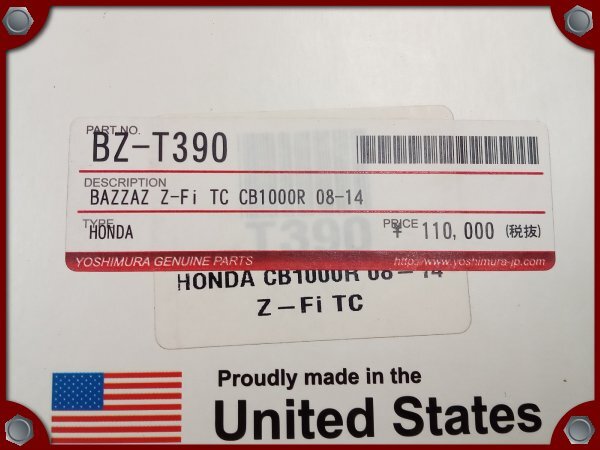 PART NO.
BZ-T390
DESCRIPTION
BAZZAZ Z-Fi TC CB1000R 08-14
TYPE
HONDA
PRICE
¥ 110,000 (税抜)
YOSHIMURA GENUINE PARTS http://www.yoshimura-jp.com
T390
HONDA CB1000R 08-14
Z-Fi TC
Proudly made in the
United States